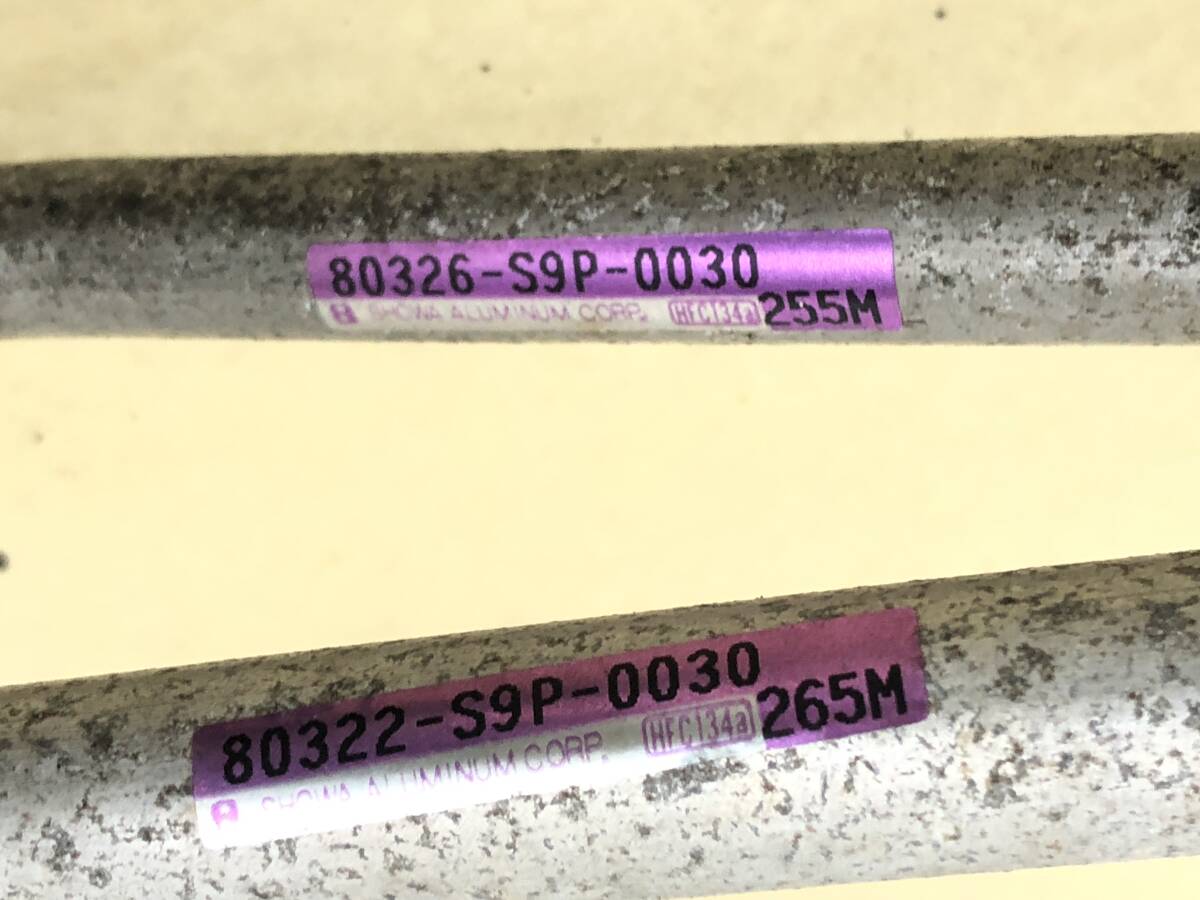 80326-S9P-0030
SHOWA ALUMINUM CORP. HFC134a 255M
80322-S9P-0030
SHOWA ALUMINUM CORP. HFC134a 265M